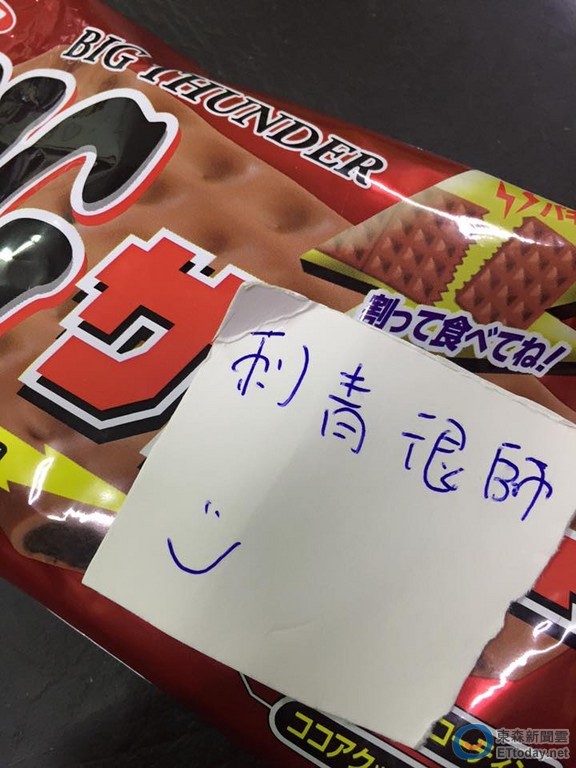 BIG THUNDER
サ
割って食べてね!
刺青很師
ココアク
東森新聞雲
ETtoday.net